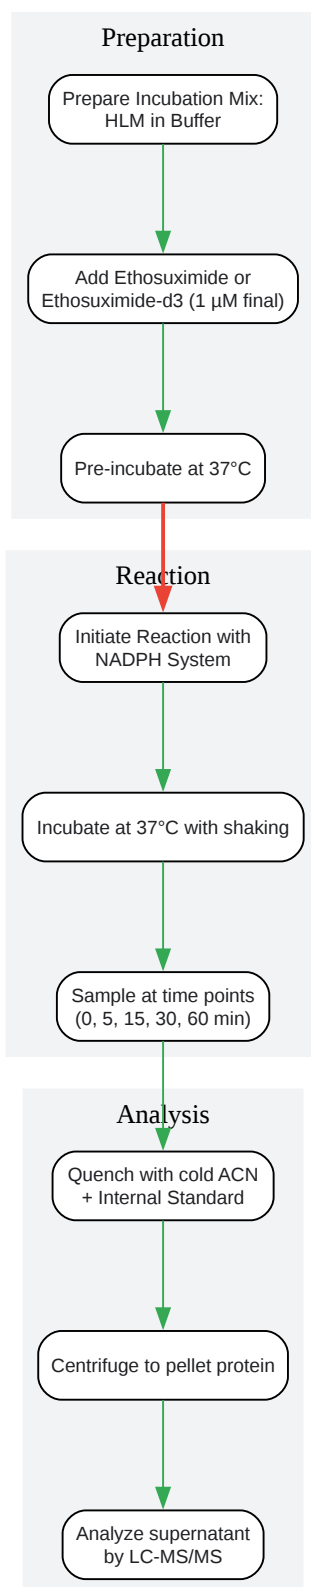 Preparation
Prepare Incubation Mix:
HLM in Buffer
Add Ethosuximide or
Ethosuximide-d3 (1 µM final)
Pre-incubate at 37°C
Reaction
Initiate Reaction with
NADPH System
Incubate at 37°C with shaking
Sample at time points
(0, 5, 15, 30, 60 min)
Analysis
Quench with cold ACN
+ Internal Standard
Centrifuge to pellet protein
Analyze supernatant
by LC-MS/MS